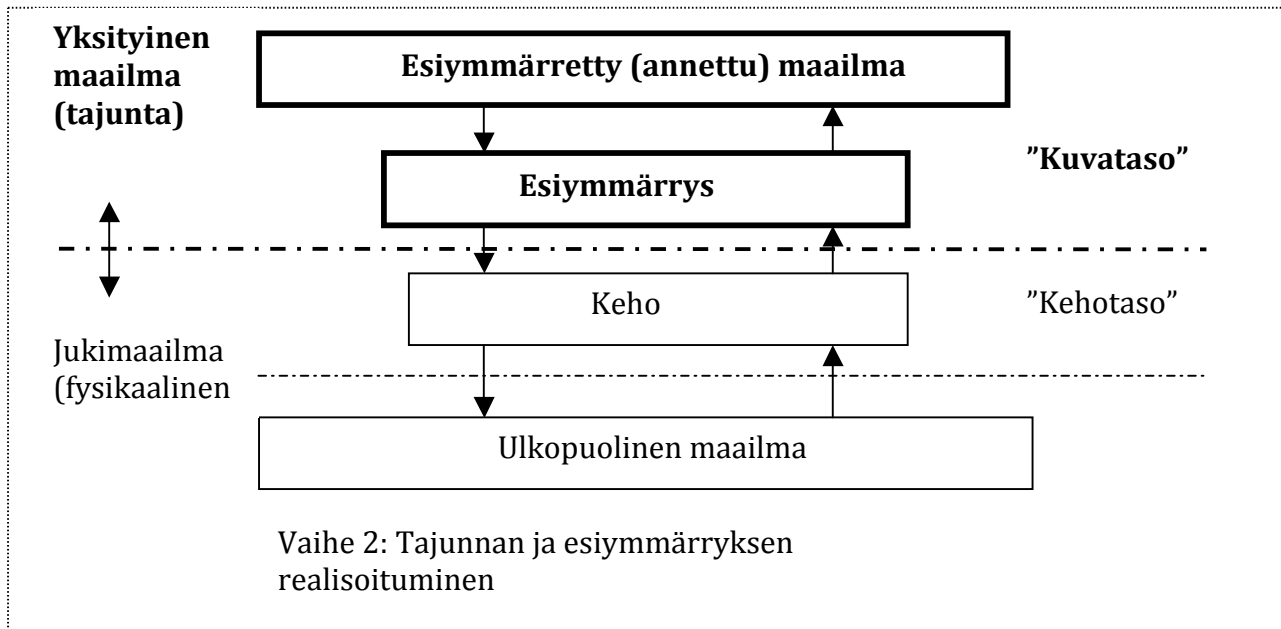 Yksityinen
maailma
(tajunta)
Esiymmärretty (annettu) maailma
Esiymmärrys
”Kuvataso”
Keho
”Kehotaso”
Jukimaailma
(fysikaalinen
Ulkopuolinen maailma
Vaihe 2: Tajunnan ja esiymmärryksen
realisoituminen